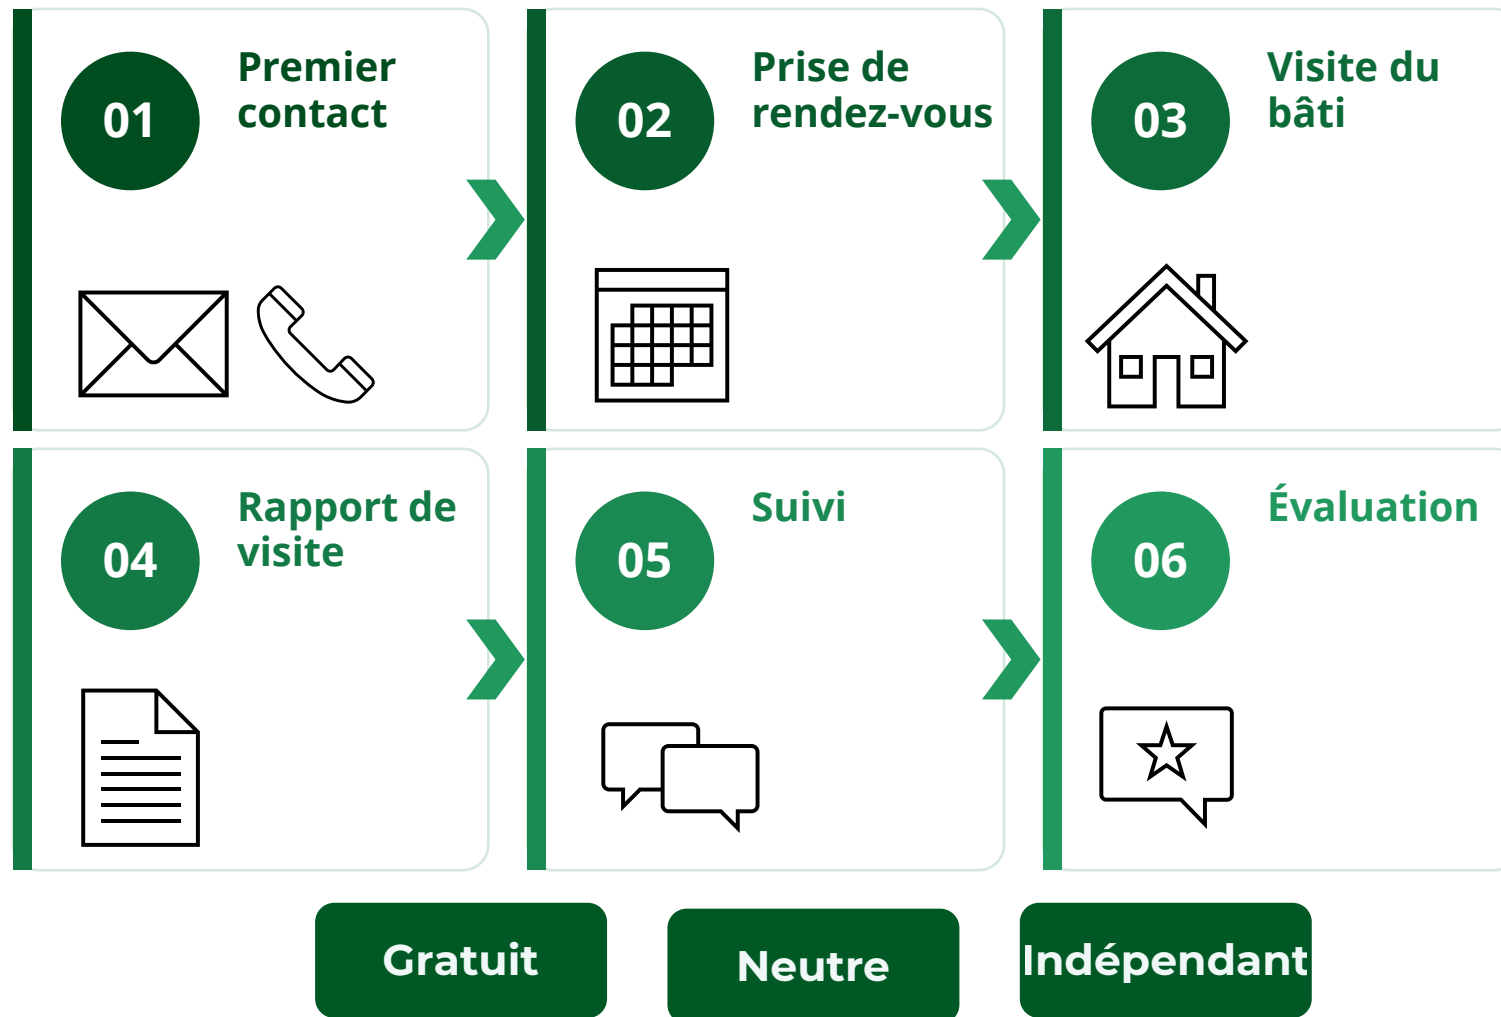 01
Premier
contact
02
Prise de
rendez-vous
03
Visite du
bâti
04
Rapport de
visite
05
Suivi
06
Évaluation
Gratuit
Neutre
Indépendant